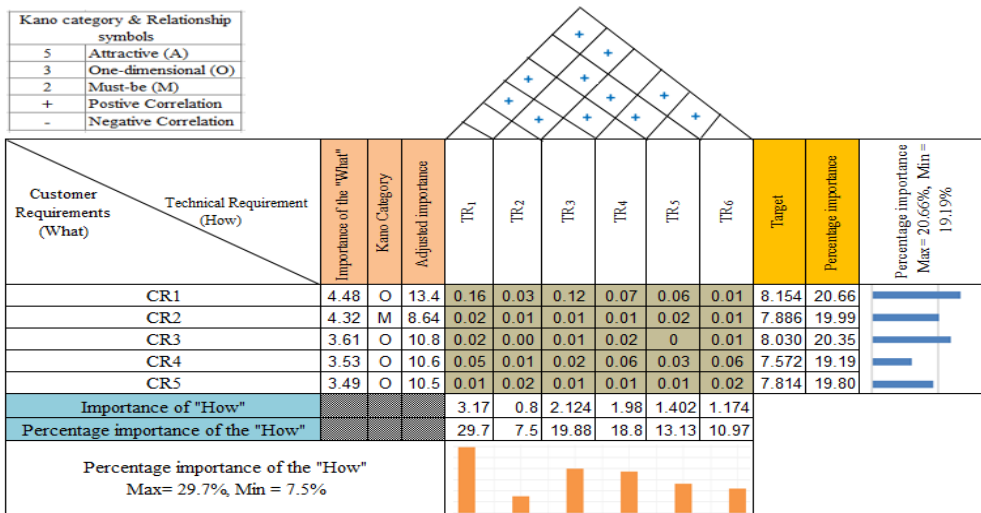 Kano category & Relationship
symbols
5 Attractive (A)
3 One-dimensional (O)
2 Must-be (M)
+ Postive Correlation
- Negative Correlation
+
+ +
+ + +
+ + + + +
+ + +
Customer
Requirements
(What)
Technical Requirement
(How)
Importance of the "What"
Kano Category
Adjusted importance
TR1
TR2
TR3
TR4
TR5
TR6
Target
Percentage importance
Percentage importance
Max= 20.66%, Min =
19.19%
CR1 4.48 O 13.4 0.16 0.03 0.12 0.07 0.06 0.01 8.154 20.66
CR2 4.32 M 8.64 0.02 0.01 0.01 0.01 0.02 0.01 7.886 19.99
CR3 3.61 O 10.8 0.02 0.00 0.01 0.02 0 0.01 8.030 20.35
CR4 3.53 O 10.6 0.05 0.01 0.02 0.06 0.03 0.06 7.572 19.19
CR5 3.49 O 10.5 0.01 0.02 0.01 0.01 0.01 0.02 7.814 19.80
Importance of "How" 3.17 0.8 2.124 1.98 1.402 1.174
Percentage importance of the "How" 29.7 7.5 19.88 18.8 13.13 10.97
Percentage importance of the "How"
Max= 29.7%, Min = 7.5%